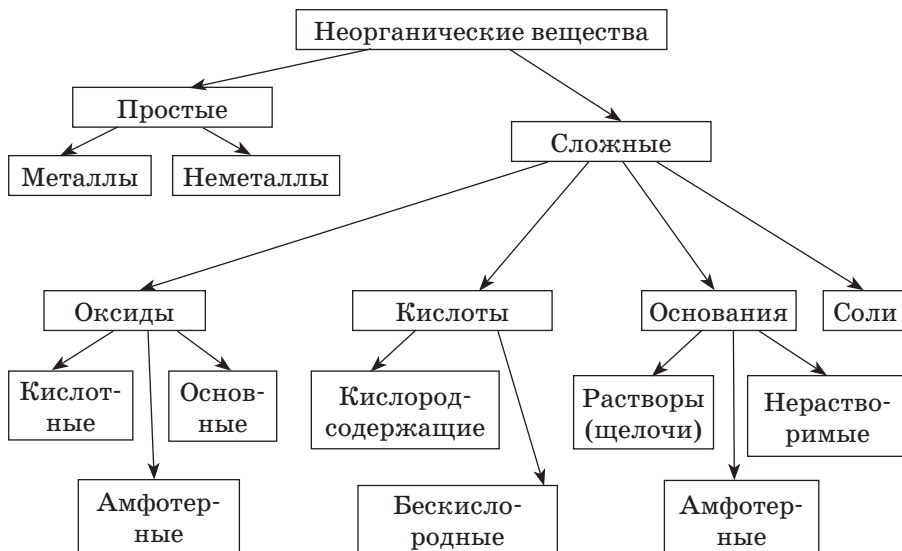 Неорганические вещества
Простые
Сложные
Металлы
Неметаллы
Оксиды
Кислоты
Основания
Соли
Кислот-
ные
Основ-
ные
Амфотер-
ные
Кислород-
содержащие
Бескисло-
родные
Растворы
(щелочи)
Нераство-
римые
Амфотер-
ные